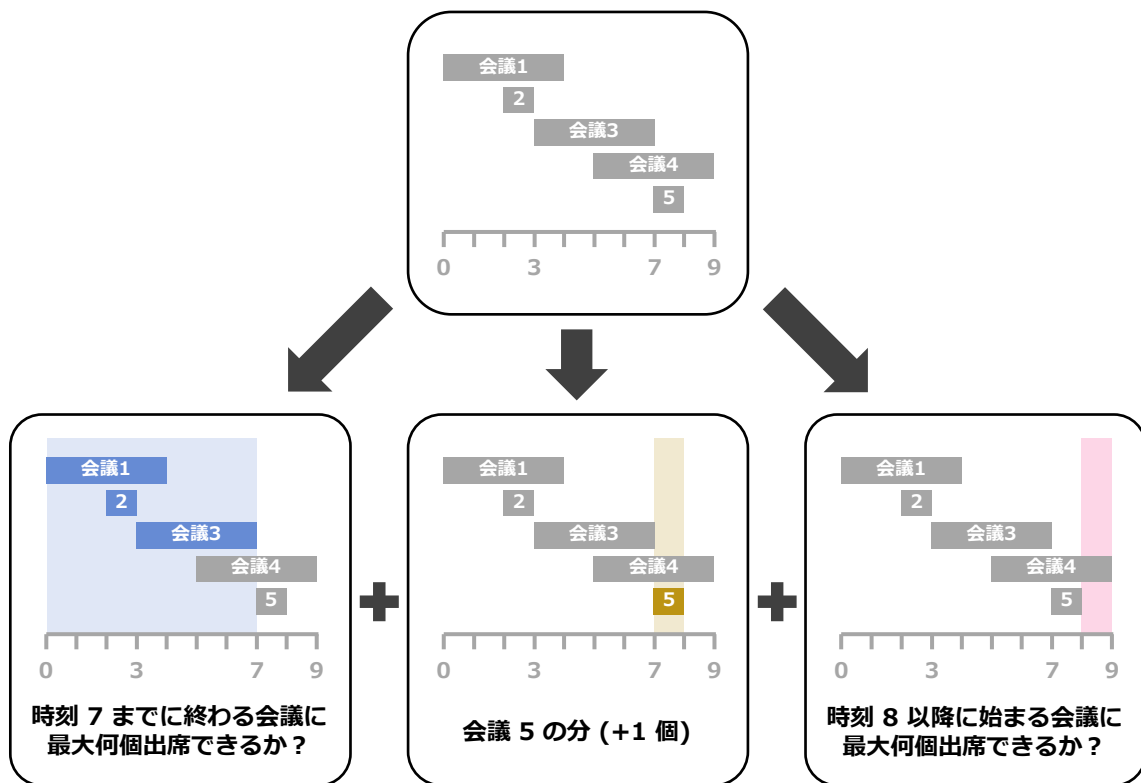 会議1
2
会議3
会議4
5
0 3 7 9
会議1
2
会議3
会議4
5
0 3 7 9
時刻 7 までに終わる会議に
最大何個出席できるか？
会議1
2
会議3
会議4
5
0 3 7 9
会議 5 の分 (+1 個)
会議1
2
会議3
会議4
5
0 3 7 9
時刻 8 以降に始まる会議に
最大何個出席できるか？